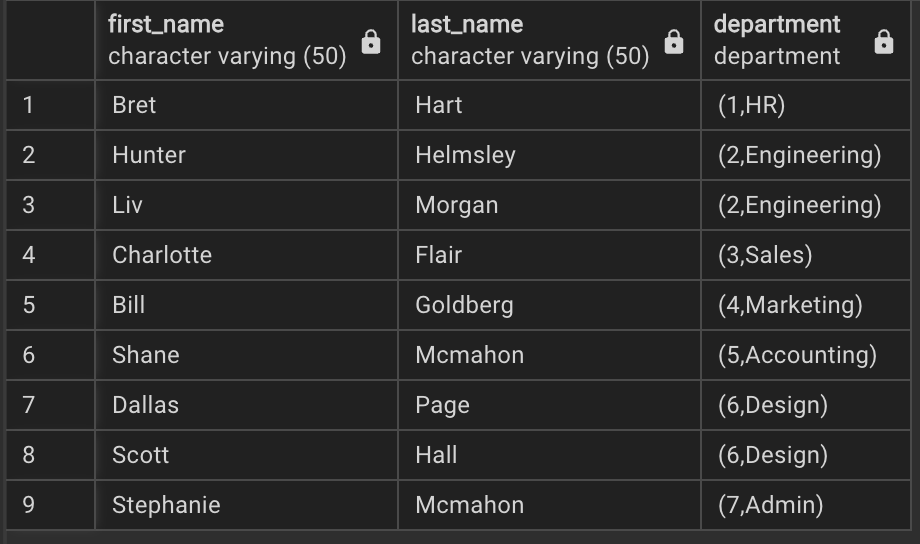 first_name last_name department
character varying (50) character varying (50) department
1 Bret Hart (1,HR)
2 Hunter Helmsley (2,Engineering)
3 Liv Morgan (2,Engineering)
4 Charlotte Flair (3,Sales)
5 Bill Goldberg (4,Marketing)
6 Shane Mcmahon (5,Accounting)
7 Dallas Page (6,Design)
8 Scott Hall (6,Design)
9 Stephanie Mcmahon (7,Admin)